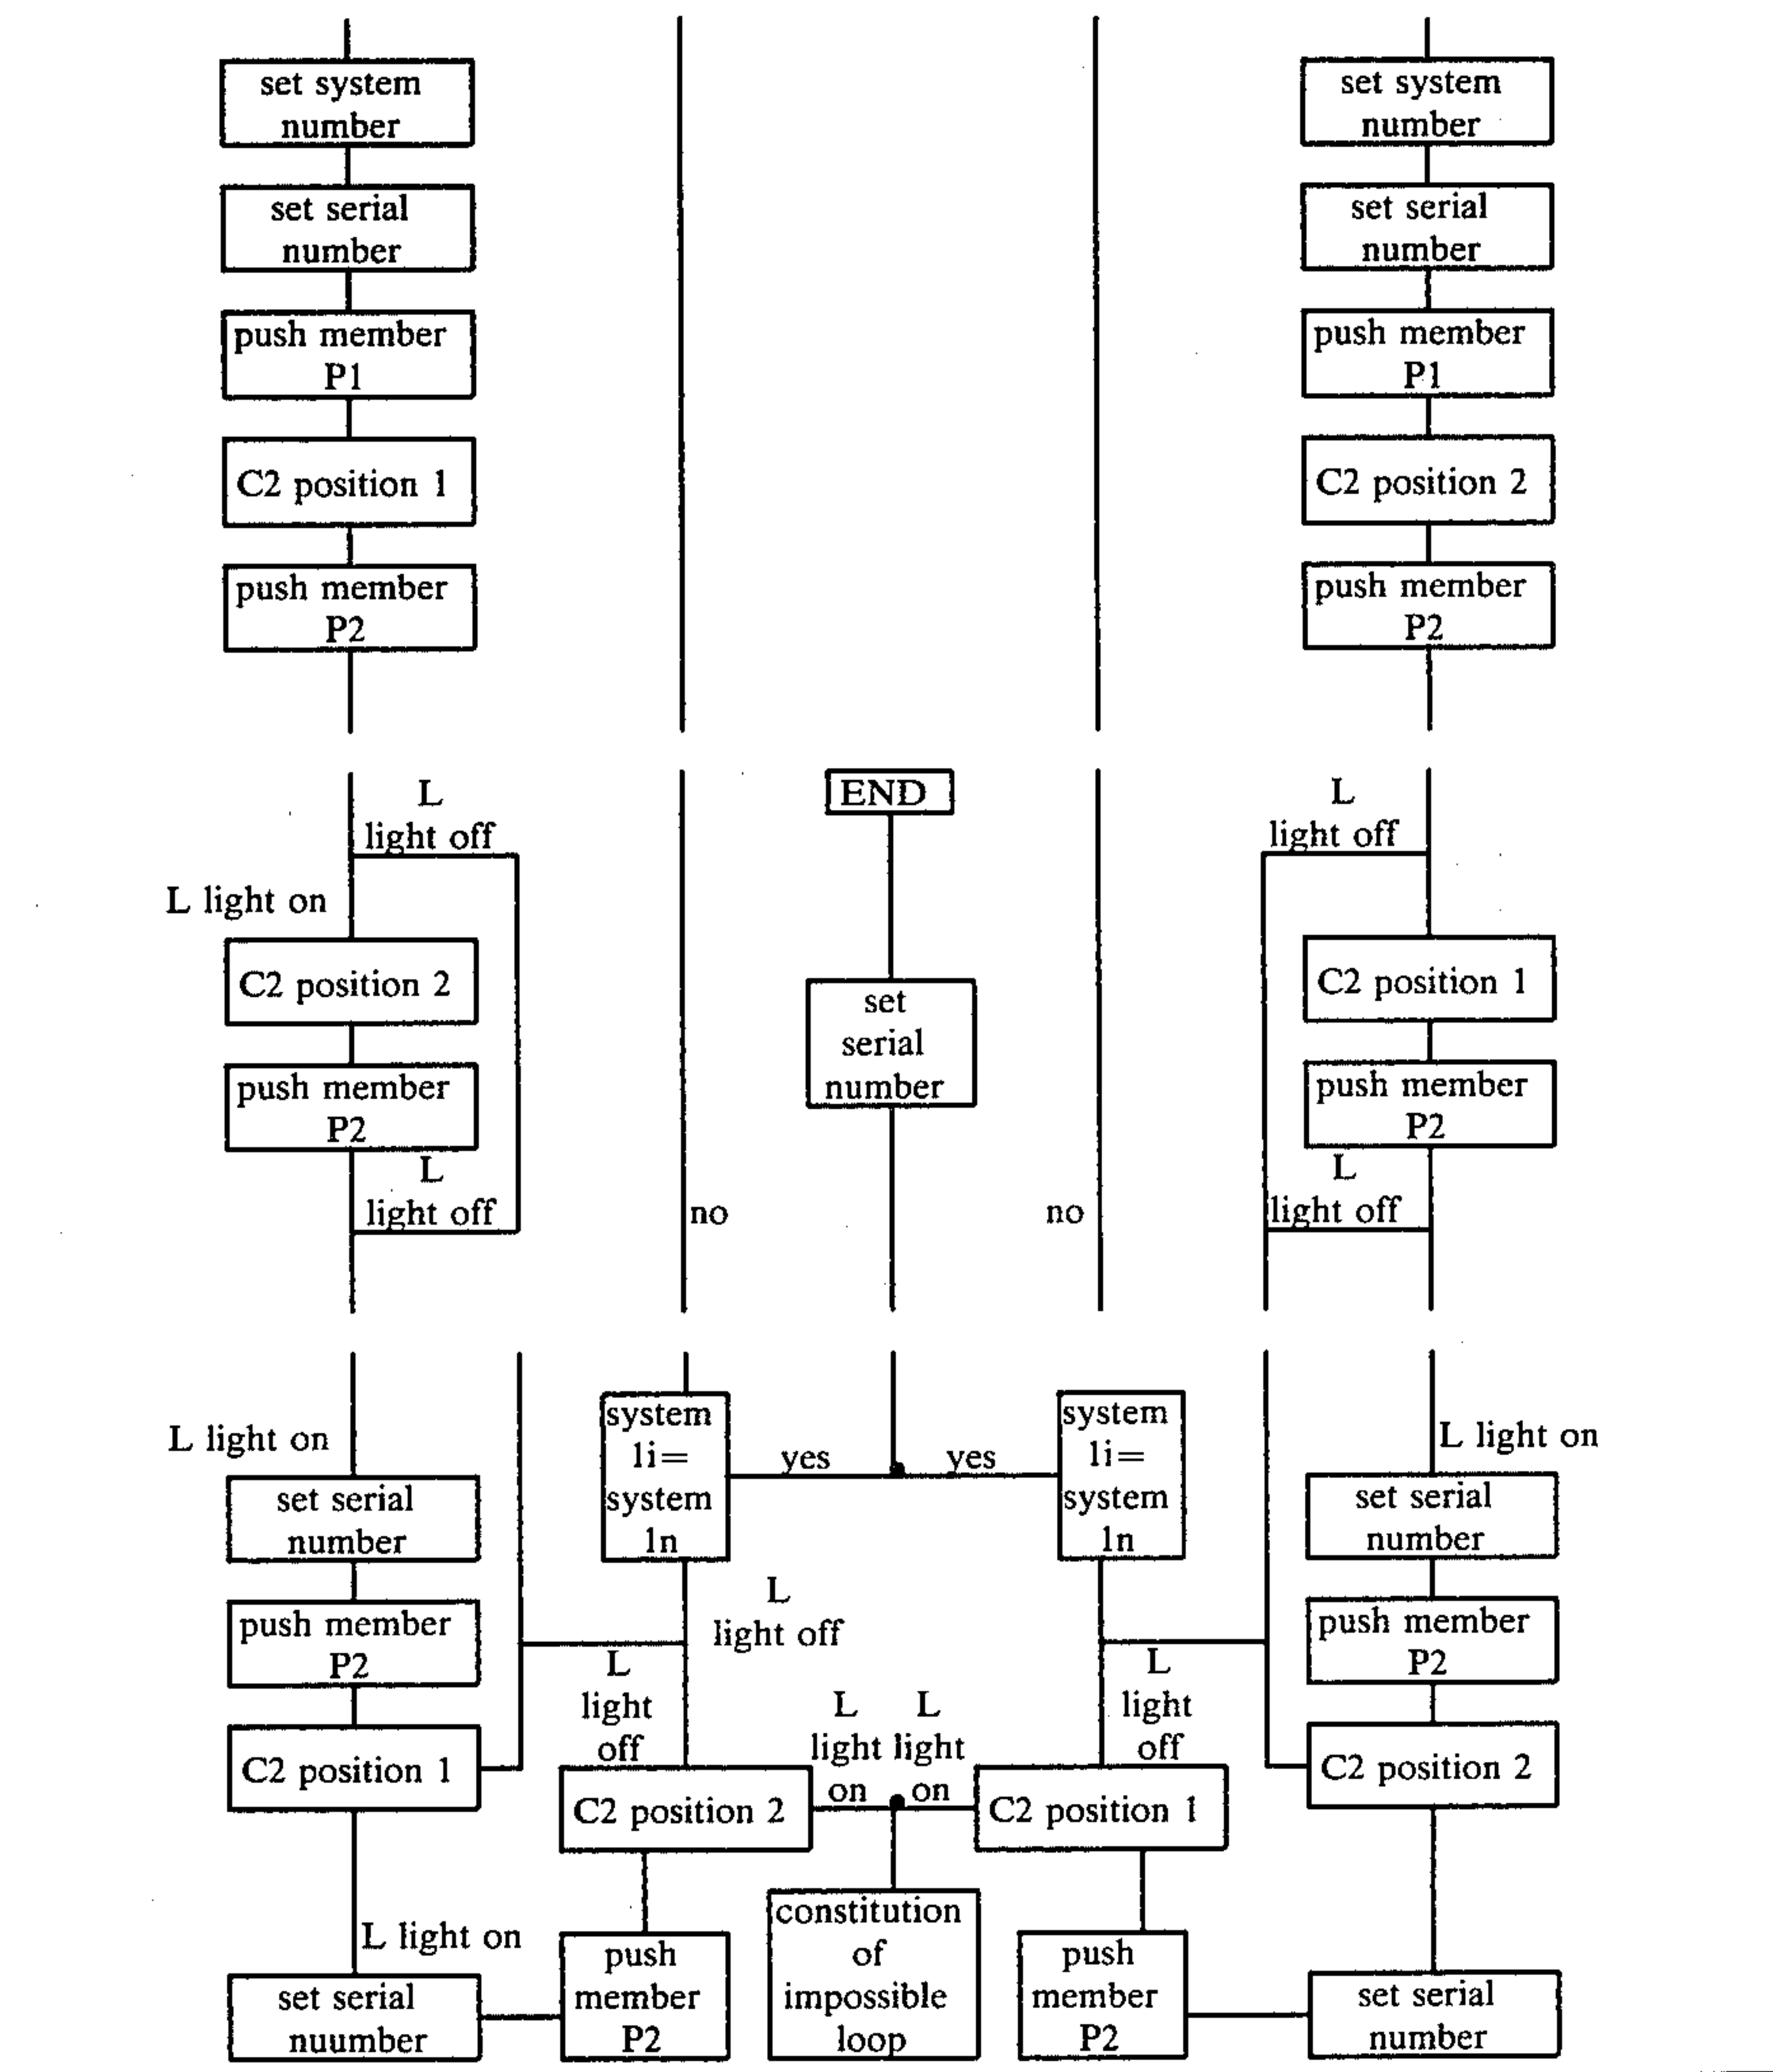 set system
number
set system
number
set serial
number
set serial
number
push member
P1
push member
P1
C2 position 1
C2 position 2
push member
P2
push member
P2
L
light off
END
L
light off
L light on
C2 position 2
set
serial
number
C2 position 1
push member
P2
push member
P2
L
light off
no
no
L
light off
L light on
system
li=
system
ln
yes
yes
system
li=
system
ln
L light on
set serial
number
set serial
number
L
light off
push member
P2
push member
P2
L
light
off
L
light
on
L
light
on
L
light
off
C2 position 1
C2 position 2
C2 position 2
C2 position 1
L light on
set serial
nuumber
push
member
P2
constitution
of
impossible
loop
push
member
P2
set serial
number